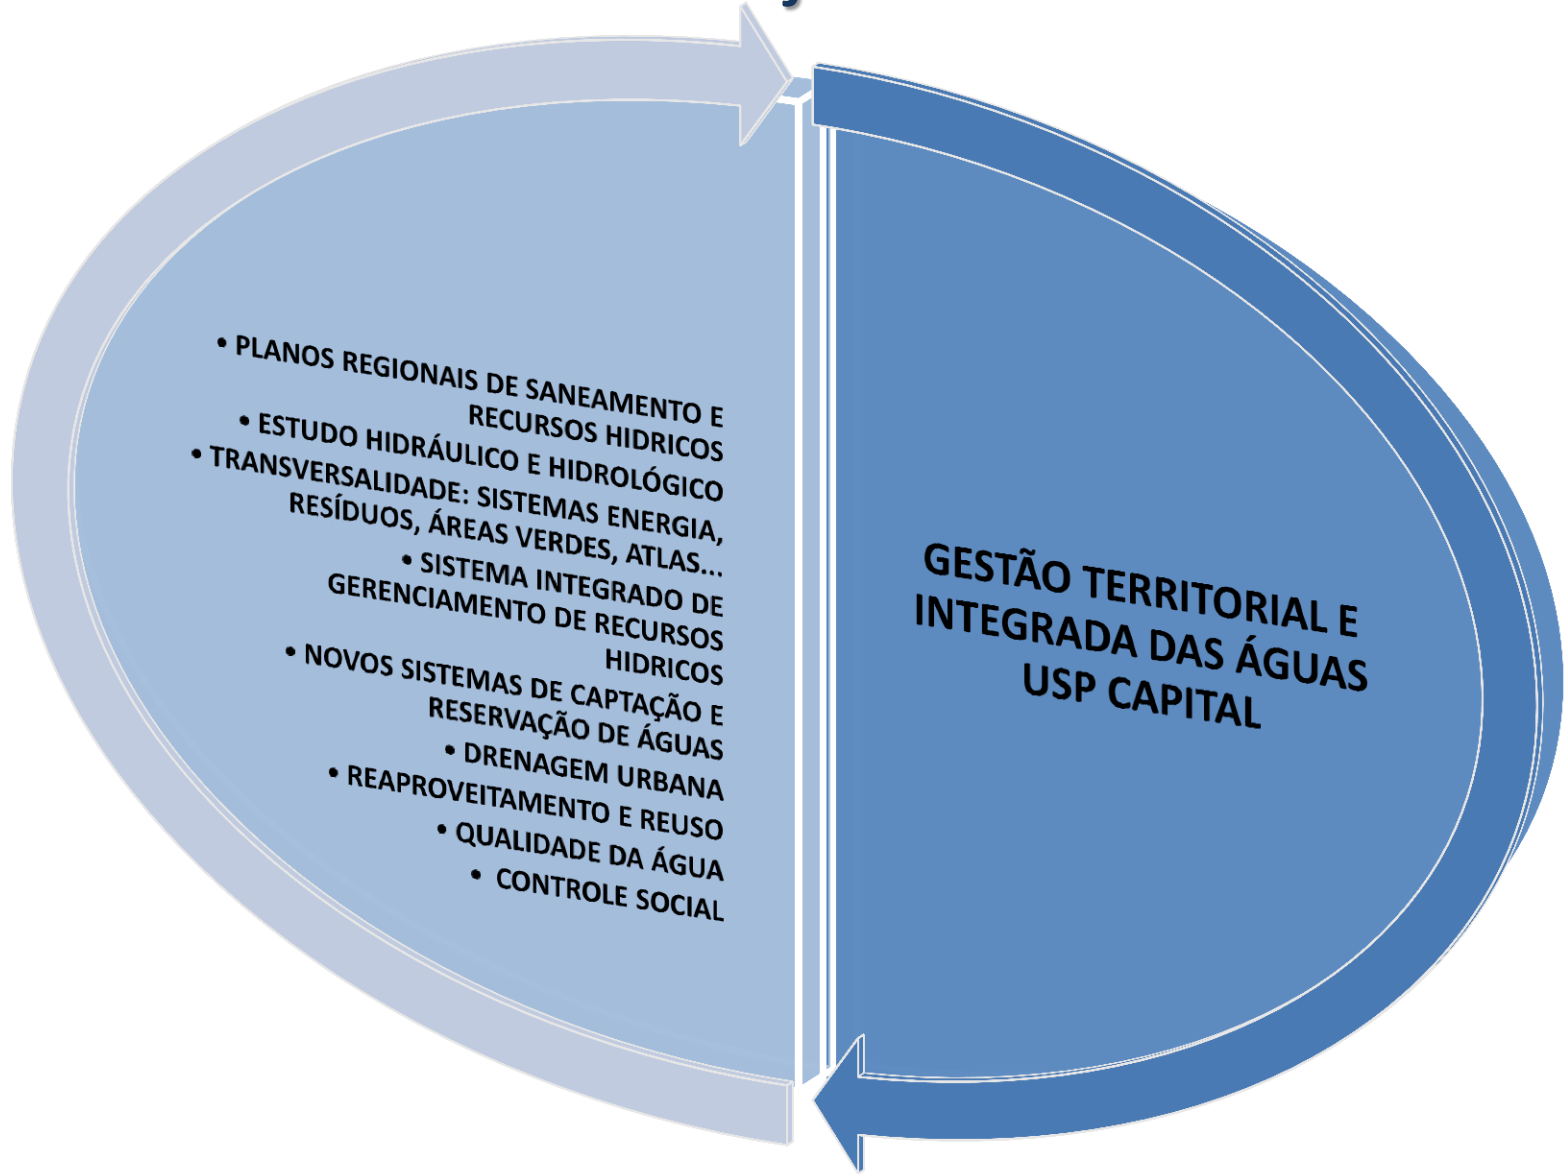 • PLANOS REGIONAIS DE SANEAMENTO E
RECURSOS HIDRICOS
• ESTUDO HIDRÁULICO E HIDROLÓGICO
• TRANSVERSALIDADE: SISTEMAS ENERGIA,
RESÍDUOS, ÁREAS VERDES, ATLAS...
• SISTEMA INTEGRADO DE
GERENCIAMENTO DE RECURSOS
HIDRICOS
• NOVOS SISTEMAS DE CAPTAÇÃO E
RESERVAÇÃO DE ÁGUAS
• DRENAGEM URBANA
• REAPROVEITAMENTO E REUSO
• QUALIDADE DA ÁGUA
• CONTROLE SOCIAL
GESTÃO TERRITORIAL E
INTEGRADA DAS ÁGUAS
USP CAPITAL